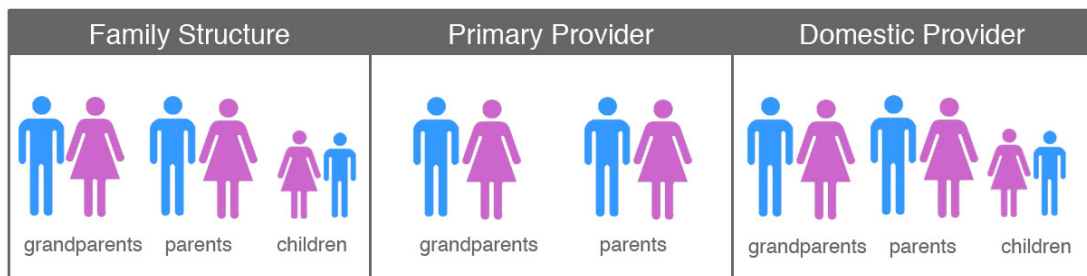 Family Structure
Primary Provider
Domestic Provider
grandparents parents children
grandparents parents
grandparents parents children